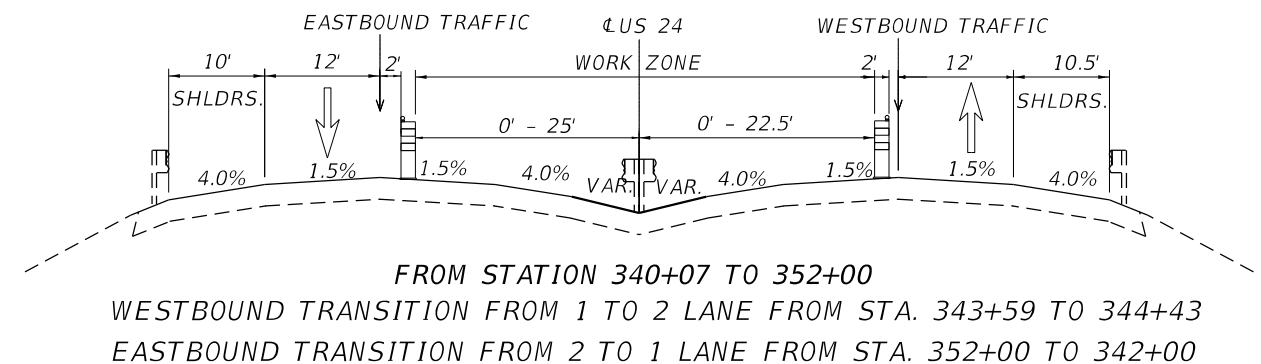 EASTBOUND TRAFFIC ℄ US 24 WESTBOUND TRAFFIC
10' 12' 2' WORK ZONE 2' 12' 10.5'
SHLDRS. SHLDRS.
0' - 25' 0' - 22.5'
4.0% 1.5% 1.5% 4.0% VAR. VAR. 4.0% 1.5% 1.5% 4.0%
FROM STATION 340+07 TO 352+00
WESTBOUND TRANSITION FROM 1 TO 2 LANE FROM STA. 343+59 TO 344+43
EASTBOUND TRANSITION FROM 2 TO 1 LANE FROM STA. 352+00 TO 342+00